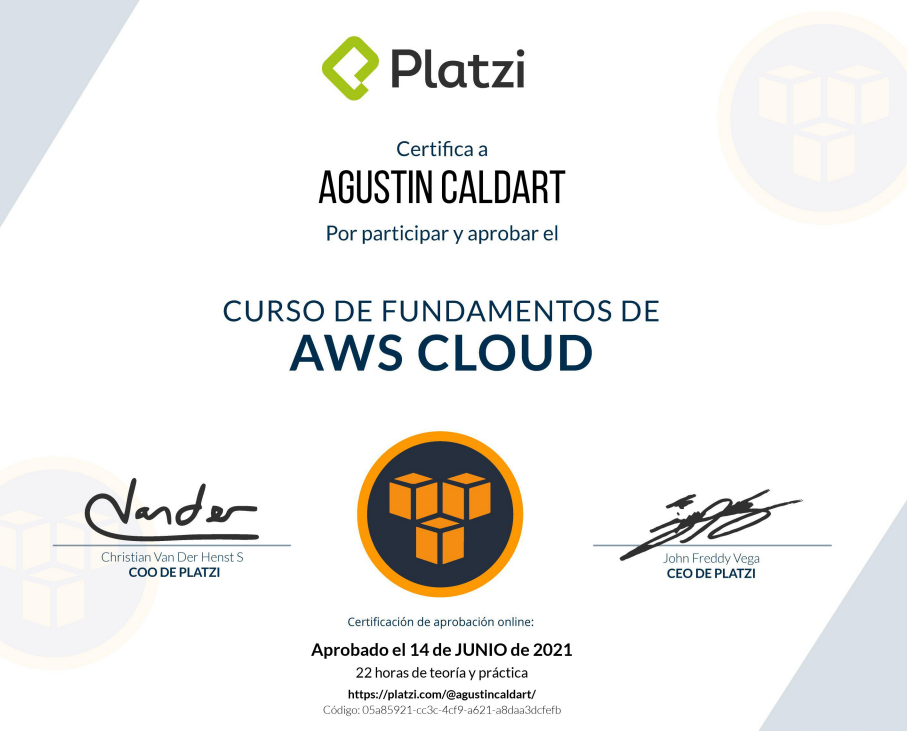 Platzi
Certifica a
AGUSTIN CALDART
Por participar y aprobar el
CURSO DE FUNDAMENTOS DE
AWS CLOUD
Vander
Christian Van Der Henst S
COO DE PLATZI
John Freddy Vega
CEO DE PLATZI
Certificación de aprobación online:
Aprobado el 14 de JUNIO de 2021
22 horas de teoría y práctica
https://platzi.com/@agustincaldart/
Código: 05a85921-cc3c-4cf9-a621-a8daa3dcfefb